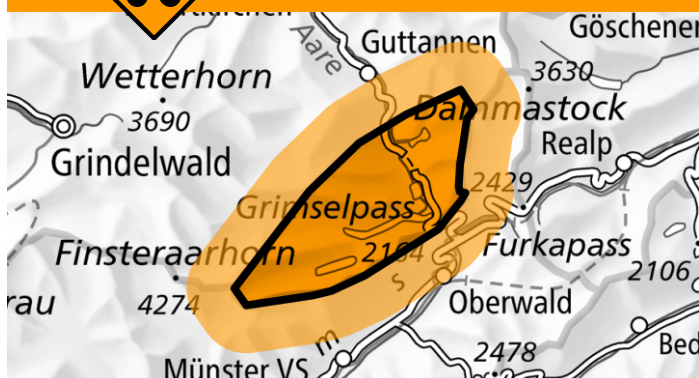 Guttannen
Göschenen
Aare
Wetterhorn
3690
3630
Dammastock
Grindelwald
Realp
2429
Grimselpass
Finsteraarhorn
2164
Furkapass
2106
4274
Oberwald
rau
s
m
Münster VS
2478
Bed